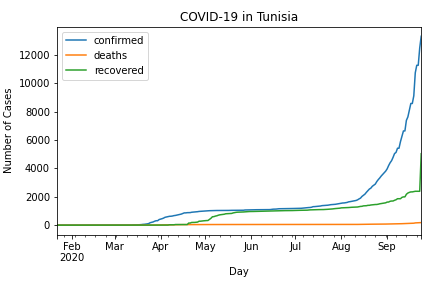 COVID-19 in Tunisia
confirmed
deaths
recovered
Number of Cases
12000
10000
8000
6000
4000
2000
0
Feb Mar Apr May Jun Jul Aug Sep
2020
Day